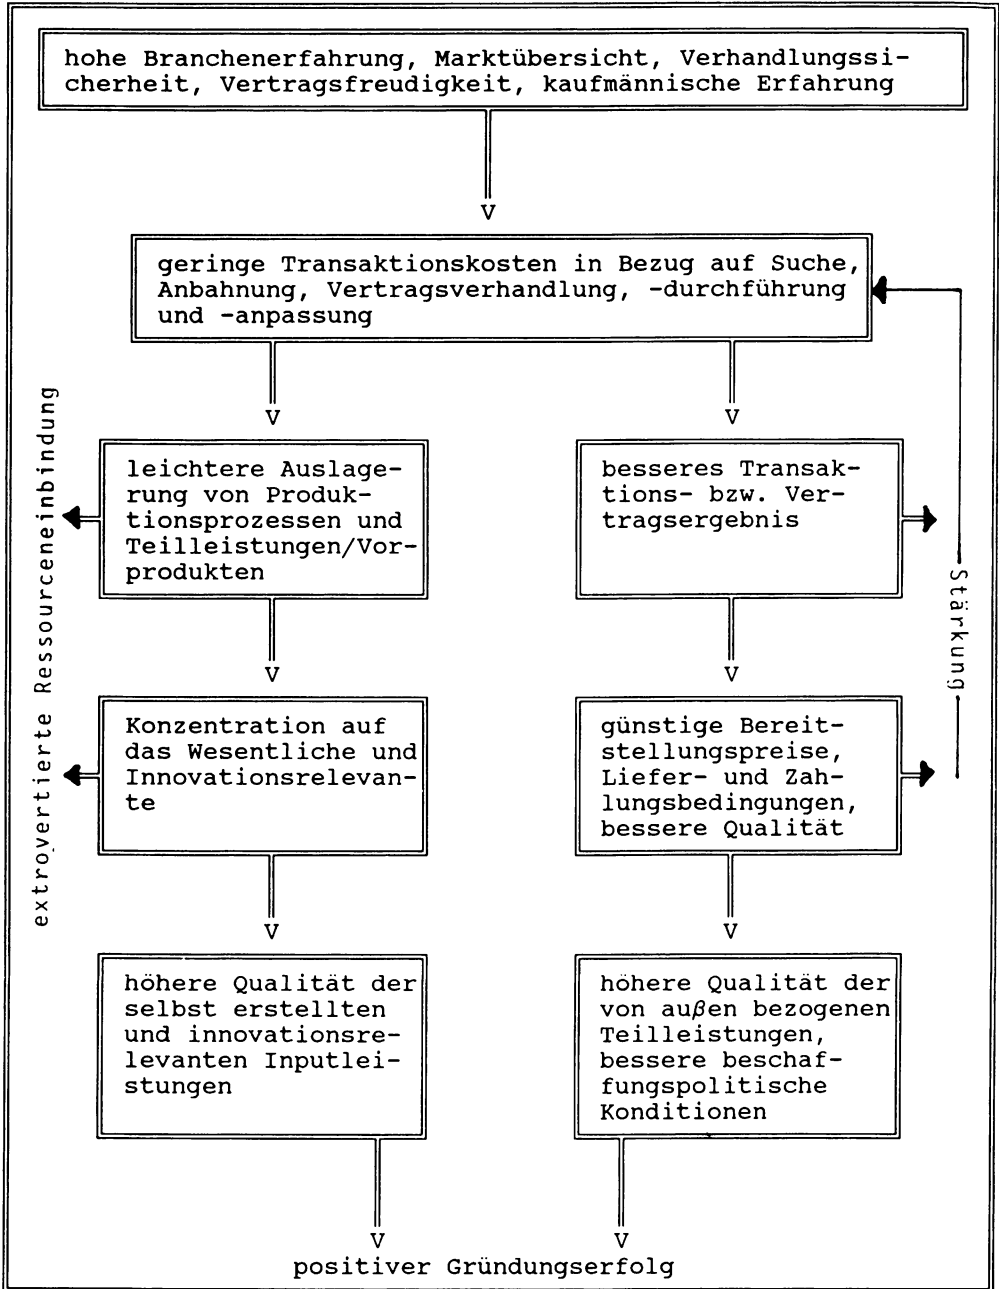 hohe Branchenerfahrung, Marktübersicht, Verhandlungssi-
cherheit, Vertragsfreudigkeit, kaufmännische Erfahrung
geringe Transaktionskosten in Bezug auf Suche,
Anbahnung, Vertragsverhandlung, -durchführung
und -anpassung
extrovertierte Ressourceneinbindung
leichtere Auslage-
rung von Produk-
tionsprozessen und
Teilleistungen/Vor-
produkten
besseres Transak-
tions- bzw. Ver-
tragsergebnis
Stärkung
Konzentration auf
das Wesentliche und
Innovationsrelevan-
te
günstige Bereit-
stellungspreise,
Liefer- und Zah-
lungsbedingungen,
bessere Qualität
höhere Qualität der
selbst erstellten
und innovationsre-
levanten Inputlei-
stungen
höhere Qualität der
von außen bezogenen
Teilleistungen,
bessere beschaf-
fungspolitische
Konditionen
positiver Gründungserfolg